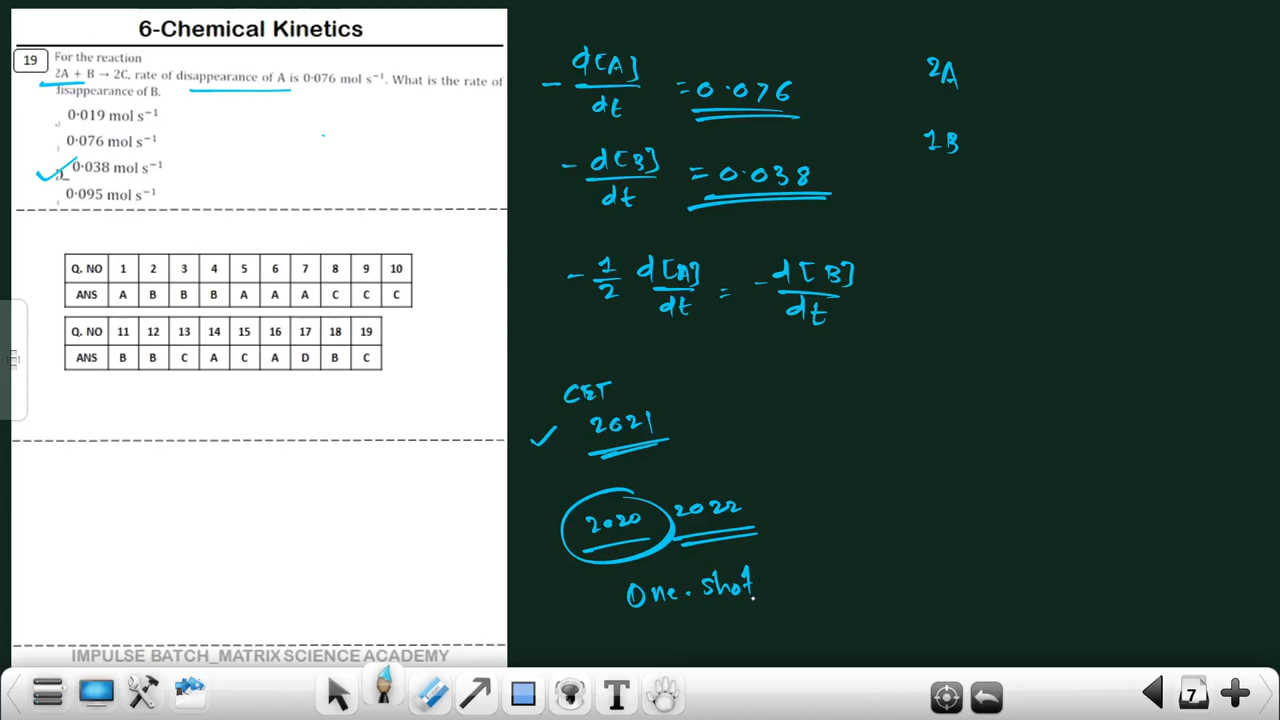 6-Chemical Kinetics
19
For the reaction
2A + B → 2C, rate of disappearance of A is 0·076 mol s⁻¹. What is the rate of
disappearance of B.
0·019 mol s⁻¹
0·076 mol s⁻¹
0·038 mol s⁻¹
0·095 mol s⁻¹
Q. NO 1 2 3 4 5 6 7 8 9 10
ANS A B B B A A A C C C
Q. NO 11 12 13 14 15 16 17 18 19
ANS B B C A C A D B C
IMPULSE BATCH_MATRIX SCIENCE ACADEMY
- d[A]/dt = 0.076
- d[B]/dt = 0.038
- 1/2 d[A]/dt = - d[B]/dt
CET
2021
2020 2022
One. shot
2A
1B
7
T